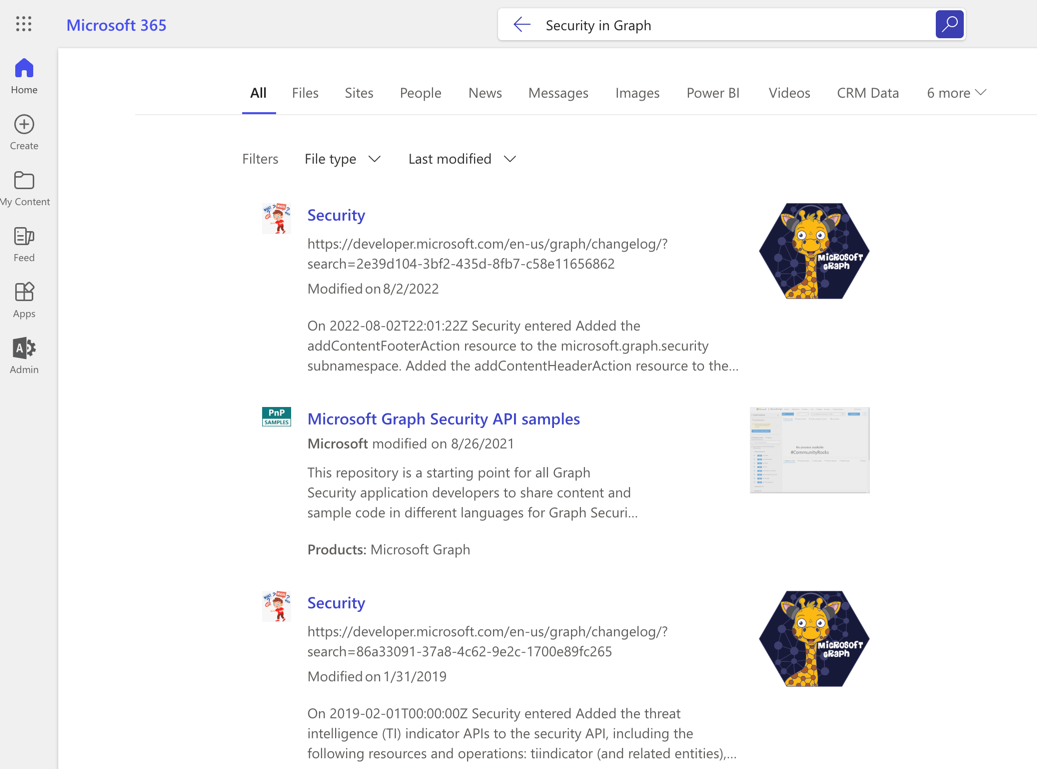 Microsoft 365
Security in Graph
Home
Create
My Content
Feed
Apps
Admin
All Files Sites People News Messages Images Power BI Videos CRM Data 6 more
Filters File type Last modified
Security
https://developer.microsoft.com/en-us/graph/changelog/?
search=2e39d104-3bf2-435d-8fb7-c58e11656862
Modified on 8/2/2022
On 2022-08-02T22:01:22Z Security entered Added the
addContentFooterAction resource to the microsoft.graph.security
subnamespace. Added the addContentHeaderAction resource to the...
MICROSOFT
GRAPH
PnP
SAMPLES
Microsoft Graph Security API samples
Microsoft modified on 8/26/2021
This repository is a starting point for all Graph
Security application developers to share content and
sample code in different languages for Graph Securi...
Products: Microsoft Graph
#CommunityRocks
Security
https://developer.microsoft.com/en-us/graph/changelog/?
search=86a33091-37a8-4c62-9e2c-1700e89fc265
Modified on 1/31/2019
On 2019-02-01T00:00:00Z Security entered Added the threat
intelligence (TI) indicator APIs to the security API, including the
following resources and operations: tiindicator (and related entities),...
MICROSOFT
GRAPH